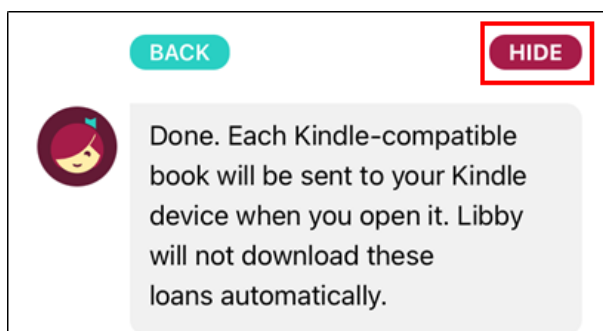 BACK
HIDE
Done. Each Kindle-compatible
book will be sent to your Kindle
device when you open it. Libby
will not download these
loans automatically.